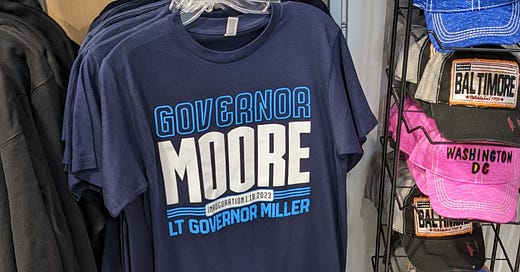 GOVERNOR
MOORE
INAUGURATION 1.18.2023
LT GOVERNOR MILLER
BALTIMORE
WASHINGTON
DC
BALTIMORE